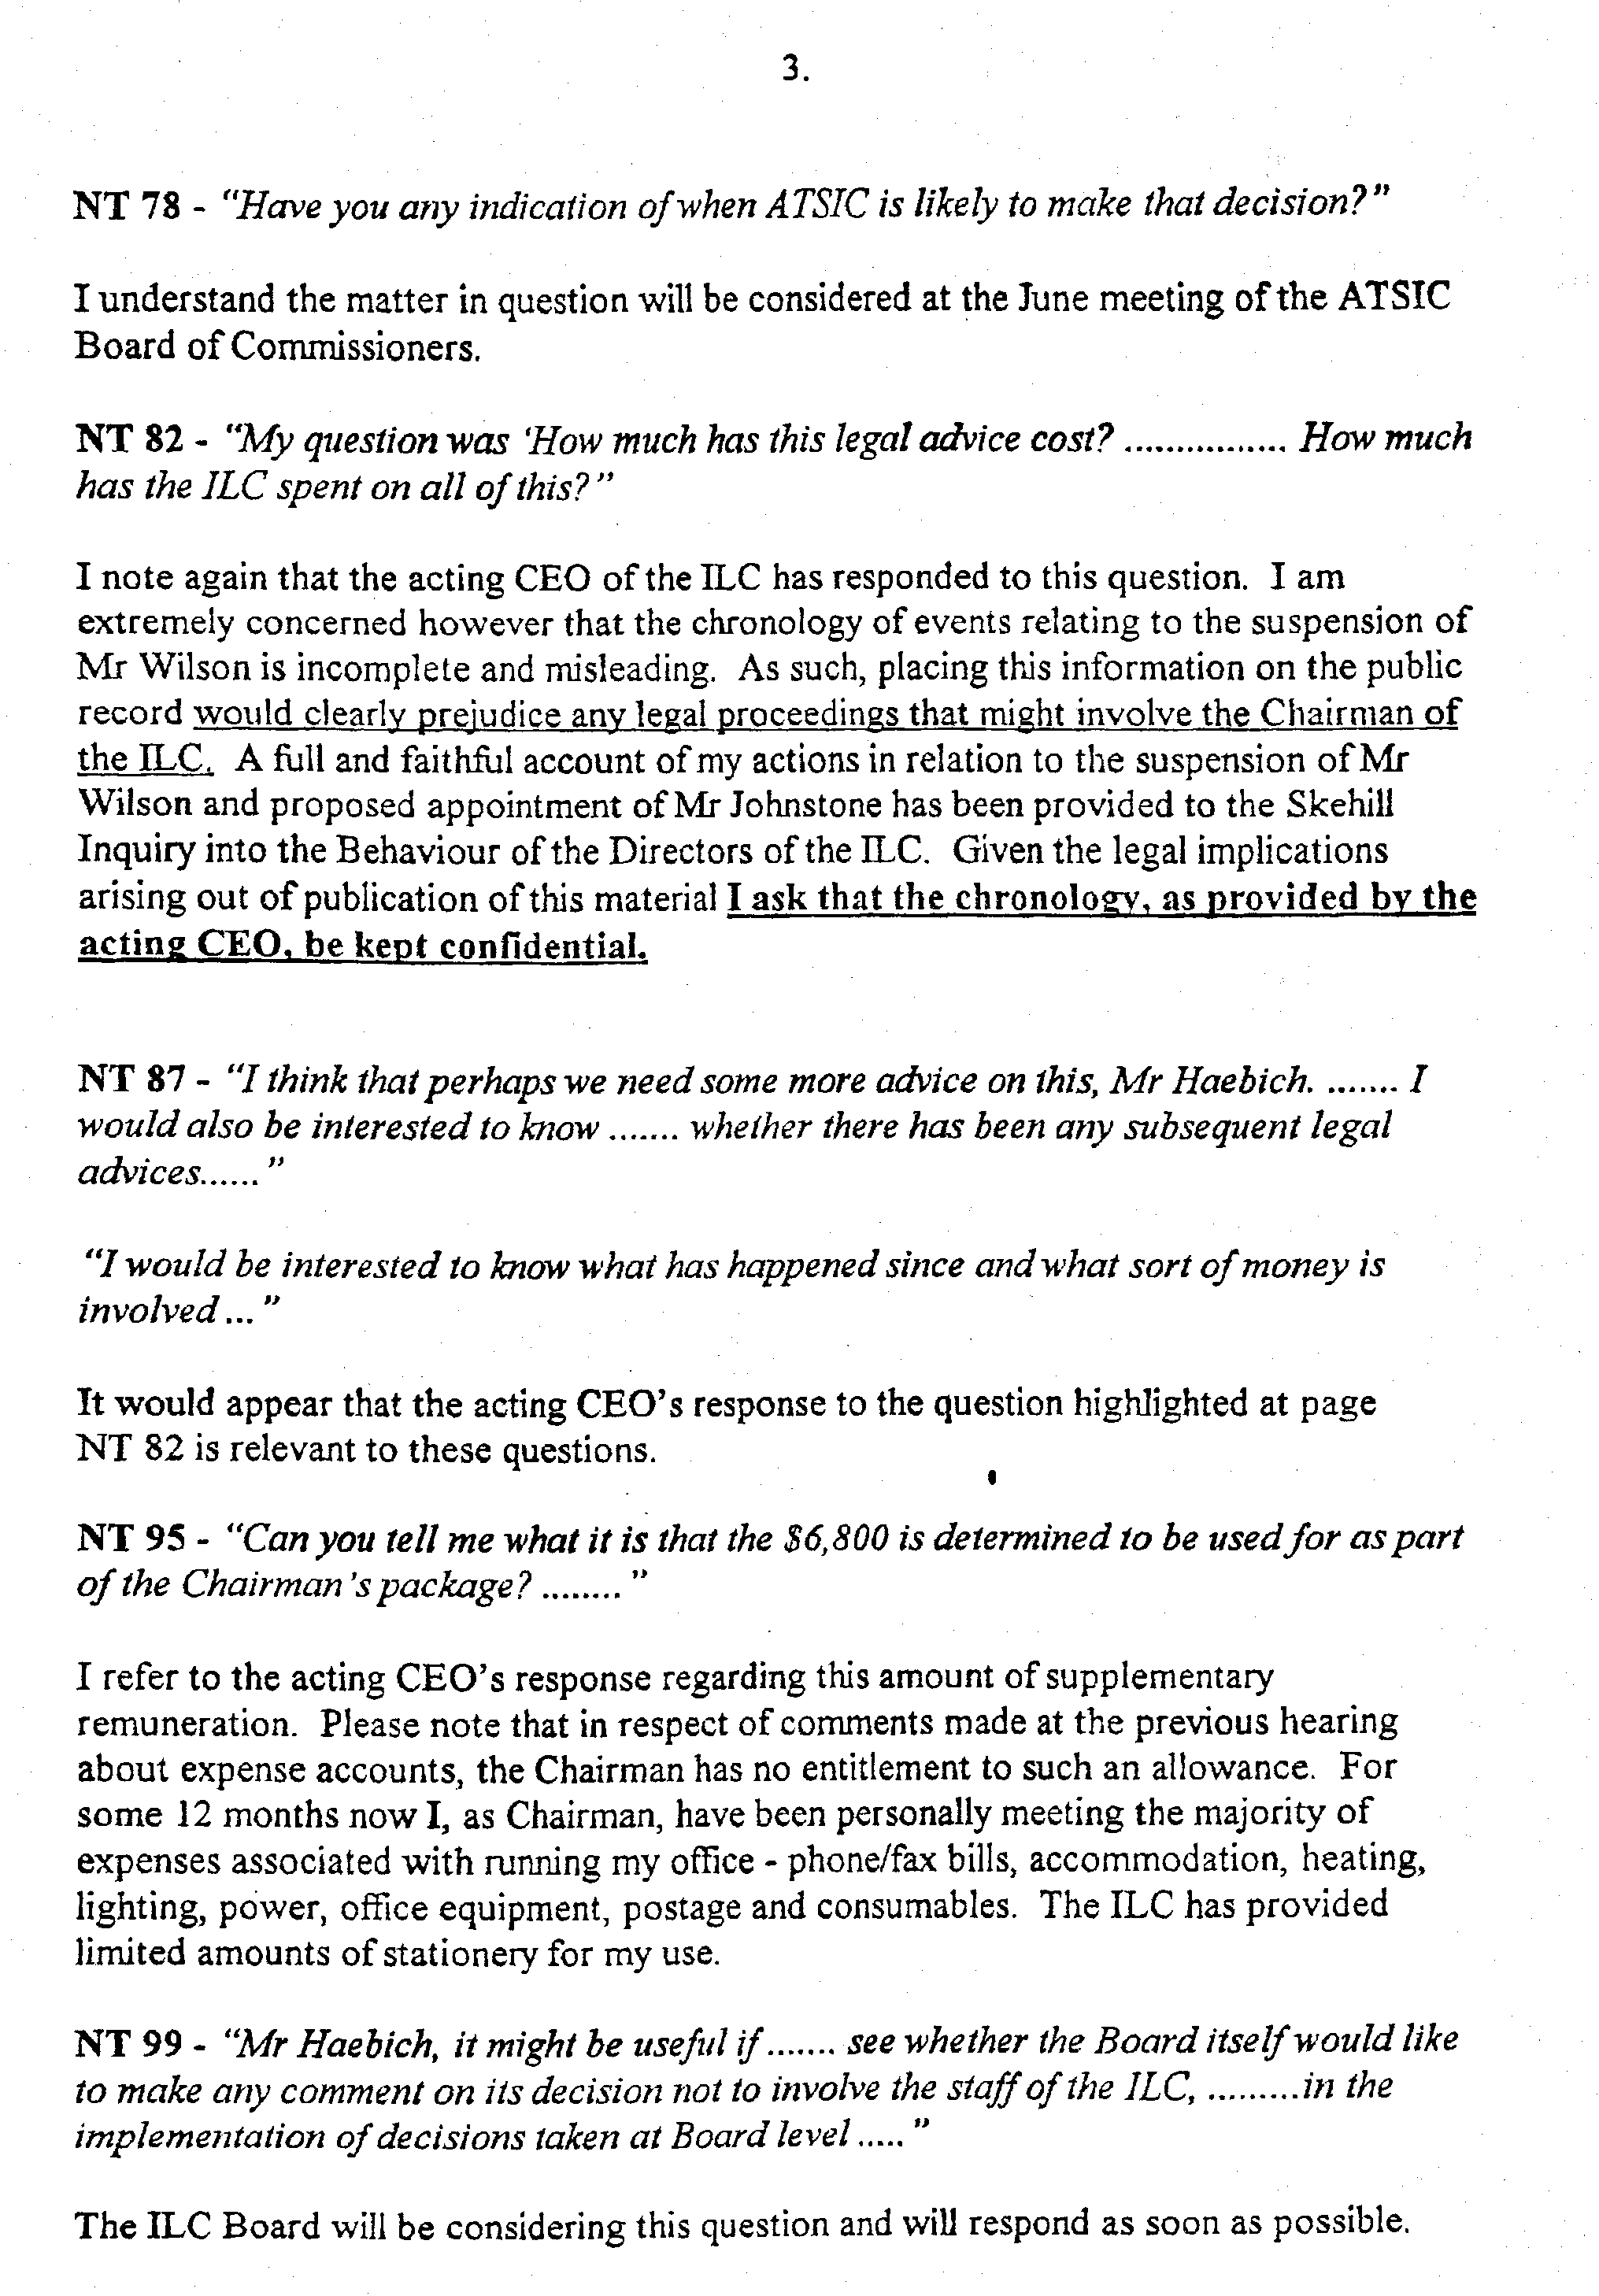 3.
NT 78 - "Have you any indication of when ATSIC is likely to make that decision?"
I understand the matter in question will be considered at the June meeting of the ATSIC
Board of Commissioners.
NT 82 - "My question was 'How much has this legal advice cost? ................ How much
has the ILC spent on all of this?"
I note again that the acting CEO of the ILC has responded to this question. I am
extremely concerned however that the chronology of events relating to the suspension of
Mr Wilson is incomplete and misleading. As such, placing this information on the public
record would clearly prejudice any legal proceedings that might involve the Chairman of
the ILC. A full and faithful account of my actions in relation to the suspension of Mr
Wilson and proposed appointment of Mr Johnstone has been provided to the Skehill
Inquiry into the Behaviour of the Directors of the ILC. Given the legal implications
arising out of publication of this material I ask that the chronology, as provided by the
acting CEO, be kept confidential.
NT 87 - "I think that perhaps we need some more advice on this, Mr Haebich. ....... I
would also be interested to know ....... whether there has been any subsequent legal
advices...... "
"I would be interested to know what has happened since and what sort of money is
involved ... "
It would appear that the acting CEO's response to the question highlighted at page
NT 82 is relevant to these questions.
NT 95 - "Can you tell me what it is that the $6,800 is determined to be used for as part
of the Chairman's package? ........ "
I refer to the acting CEO's response regarding this amount of supplementary
remuneration. Please note that in respect of comments made at the previous hearing
about expense accounts, the Chairman has no entitlement to such an allowance. For
some 12 months now I, as Chairman, have been personally meeting the majority of
expenses associated with running my office - phone/fax bills, accommodation, heating,
lighting, power, office equipment, postage and consumables. The ILC has provided
limited amounts of stationery for my use.
NT 99 - "Mr Haebich, it might be useful if ....... see whether the Board itself would like
to make any comment on its decision not to involve the staff of the ILC, .........in the
implementation of decisions taken at Board level ..... "
The ILC Board will be considering this question and will respond as soon as possible.